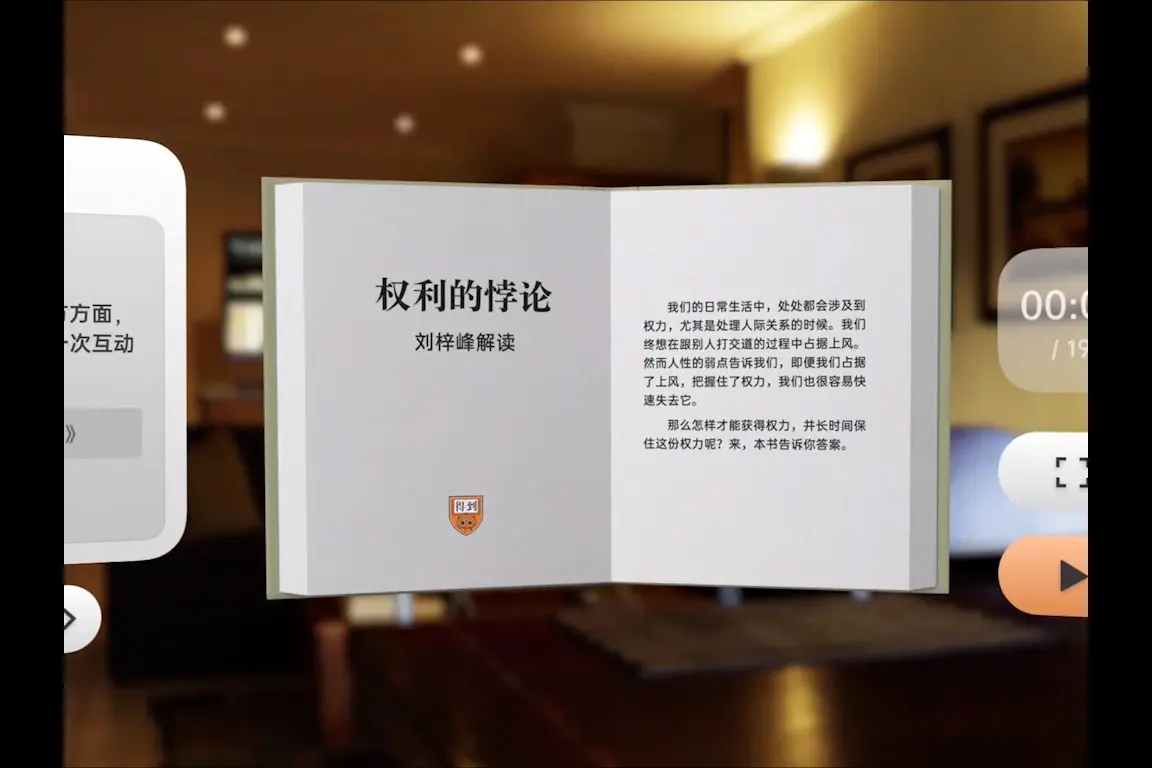 方面，
一次互动
》
权利的悖论
刘梓峰解读
得到
我们的日常生活中，处处都会涉及到
权力，尤其是处理人际关系的时候。我们
终想在跟别人打交道的过程中占据上风。
然而人性的弱点告诉我们，即便我们占据
了上风，把握住了权力，我们也很容易快
速失去它。
那么怎样才能获得权力，并长时间保
住这份权力呢？来，本书告诉你答案。
00:
/ 19